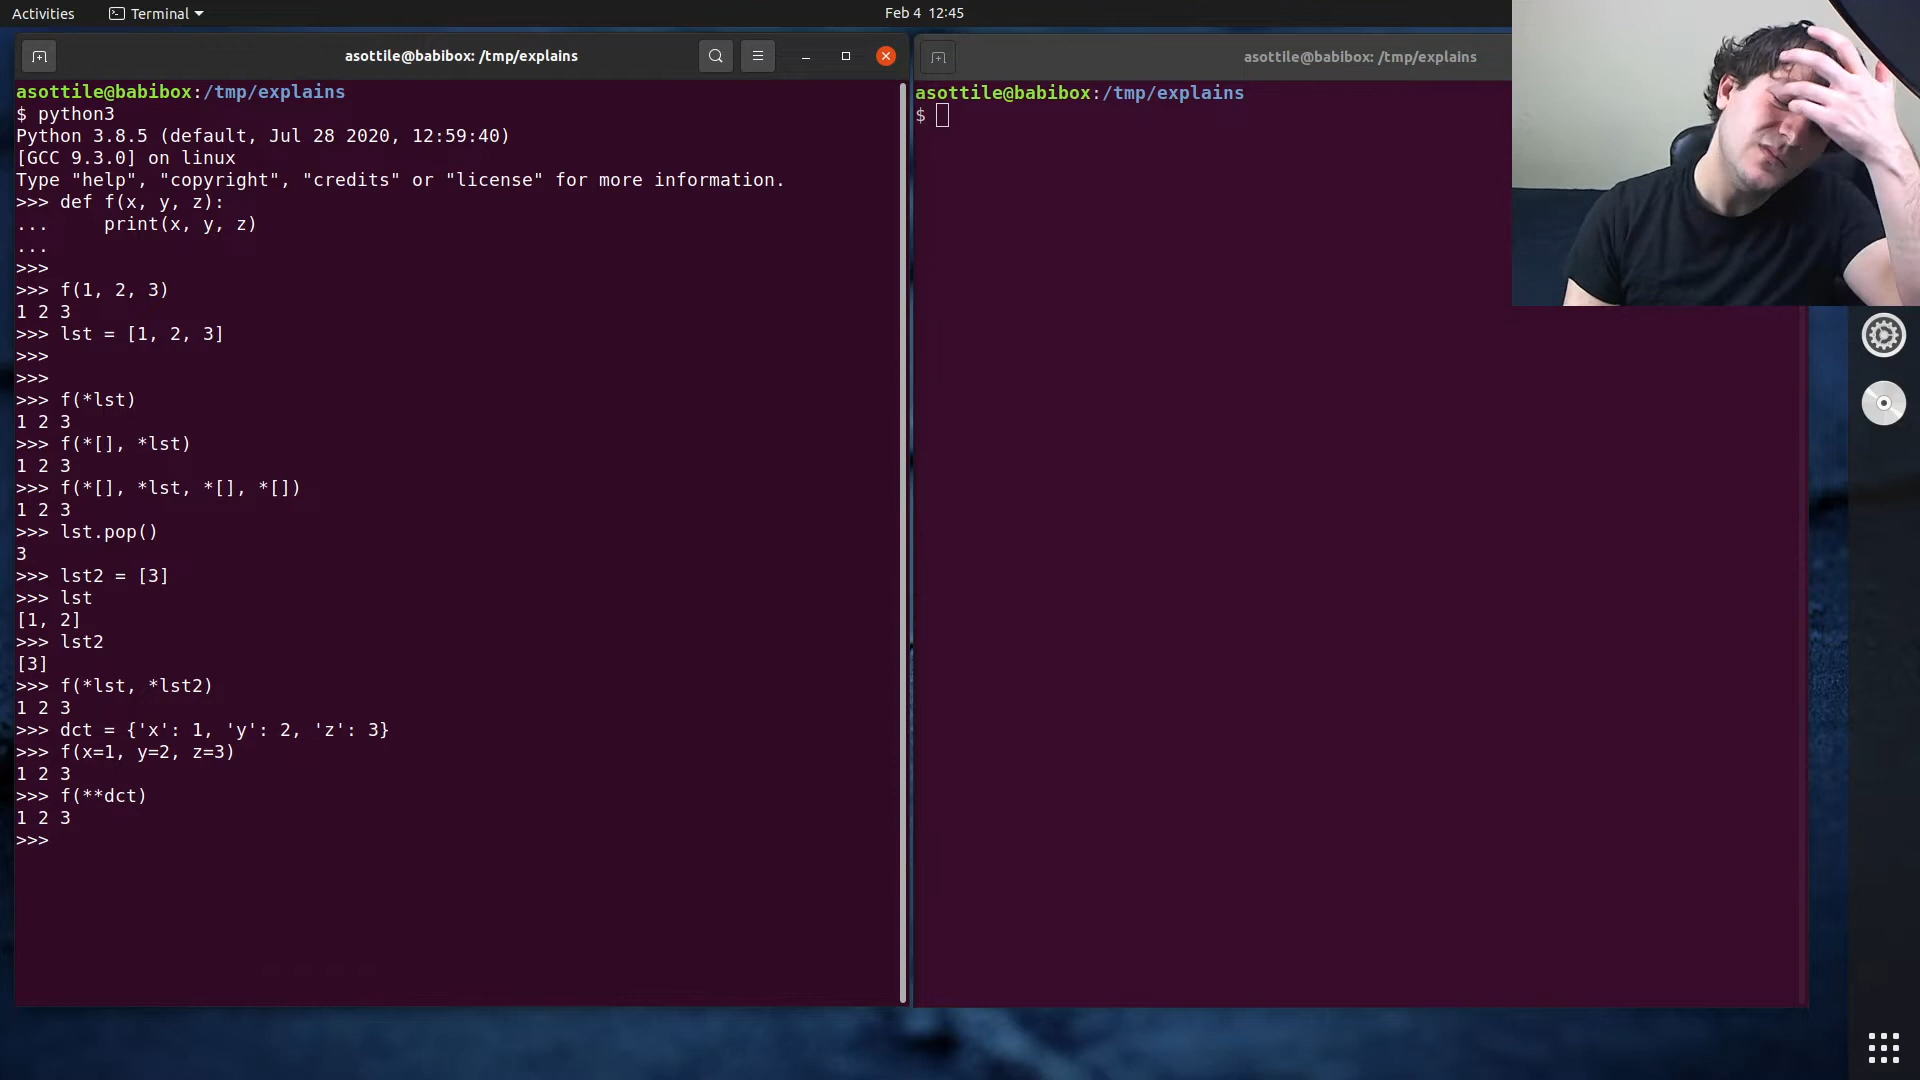 Activities
Terminal
Feb 4 12:45
asottile@babibox: /tmp/explains
asottile@babibox:/tmp/explains
$ python3
Python 3.8.5 (default, Jul 28 2020, 12:59:40)
[GCC 9.3.0] on linux
Type "help", "copyright", "credits" or "license" for more information.
>>> def f(x, y, z):
...     print(x, y, z)
...
>>>
>>> f(1, 2, 3)
1 2 3
>>> lst = [1, 2, 3]
>>>
>>>
>>> f(*lst)
1 2 3
>>> f(*[], *lst)
1 2 3
>>> f(*[], *lst, *[], *[])
1 2 3
>>> lst.pop()
3
>>> lst2 = [3]
>>> lst
[1, 2]
>>> lst2
[3]
>>> f(*lst, *lst2)
1 2 3
>>> dct = {'x': 1, 'y': 2, 'z': 3}
>>> f(x=1, y=2, z=3)
1 2 3
>>> f(**dct)
1 2 3
>>>
asottile@babibox: /tmp/explains
asottile@babibox:/tmp/explains
$